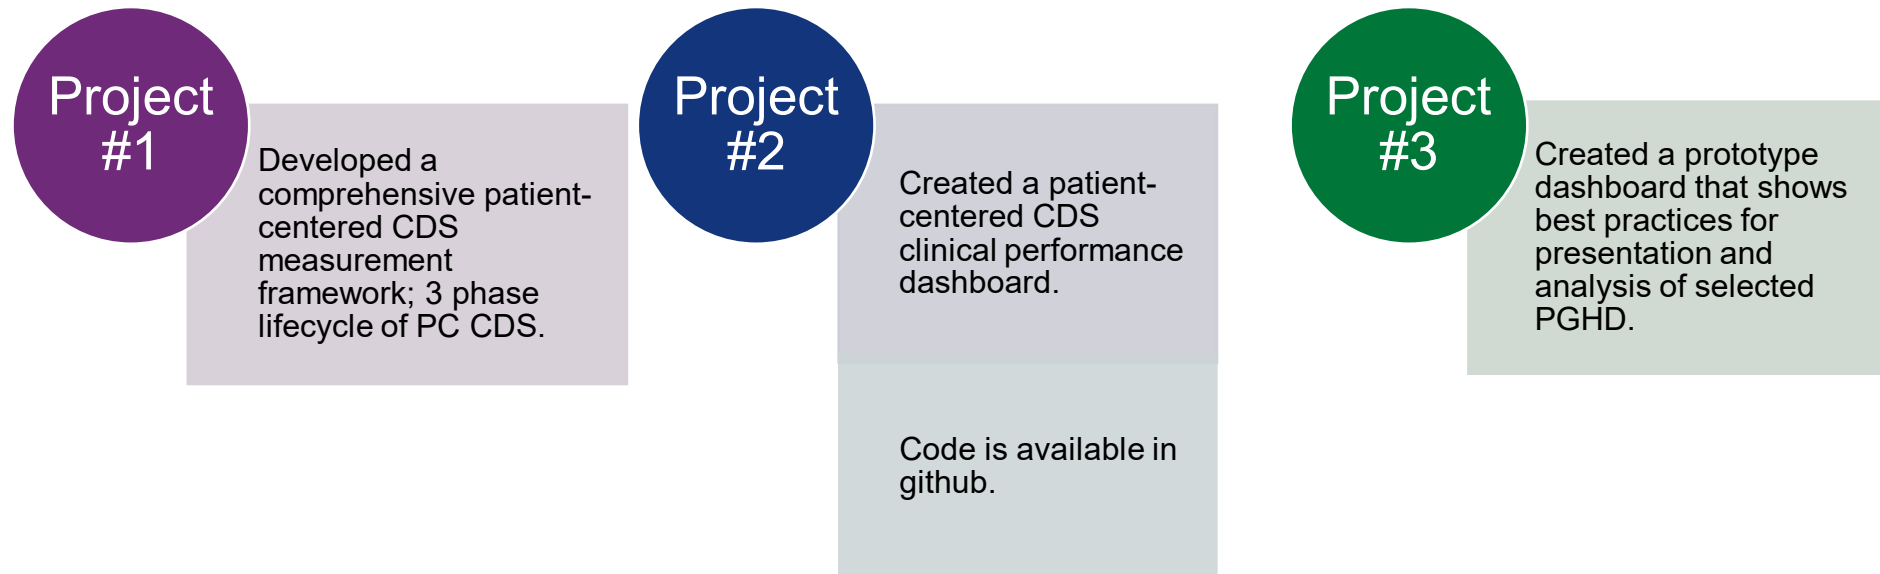 Project
#1
Developed a
comprehensive patient-
centered CDS
measurement
framework; 3 phase
lifecycle of PC CDS.
Project
#2
Created a patient-
centered CDS
clinical performance
dashboard.
Code is available in
github.
Project
#3
Created a prototype
dashboard that shows
best practices for
presentation and
analysis of selected
PGHD.